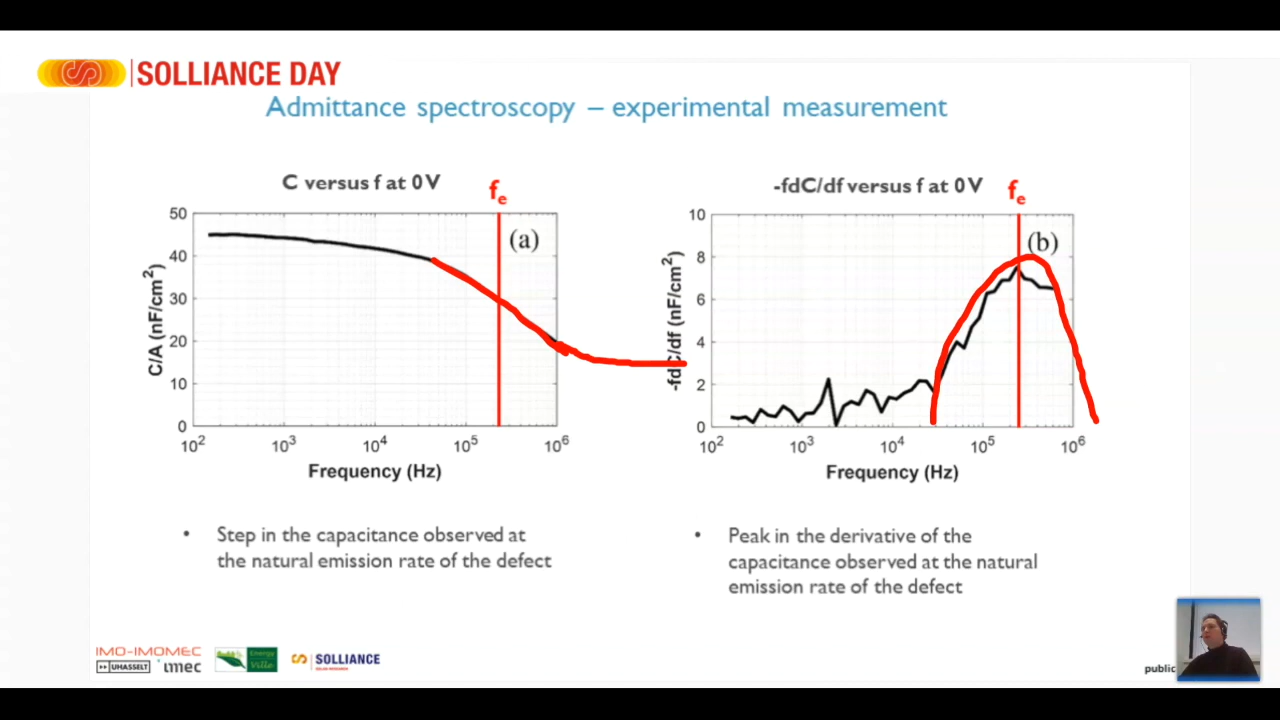 SOLLIANCE DAY
Admittance spectroscopy – experimental measurement
C versus f at 0V
fe
(a)
50
40
30
20
10
0
C/A (nF/cm²)
10² 10³ 10⁴ 10⁵ 10⁶
Frequency (Hz)
-fdC/df versus f at 0V
fe
(b)
10
8
6
4
2
0
-fdC/df (nF/cm²)
10² 10³ 10⁴ 10⁵ 10⁶
Frequency (Hz)
• Step in the capacitance observed at
the natural emission rate of the defect
• Peak in the derivative of the
capacitance observed at the natural
emission rate of the defect
IMO-IMOMEC
UHASSELT imec
Energy
Ville
SOLLIANCE
public